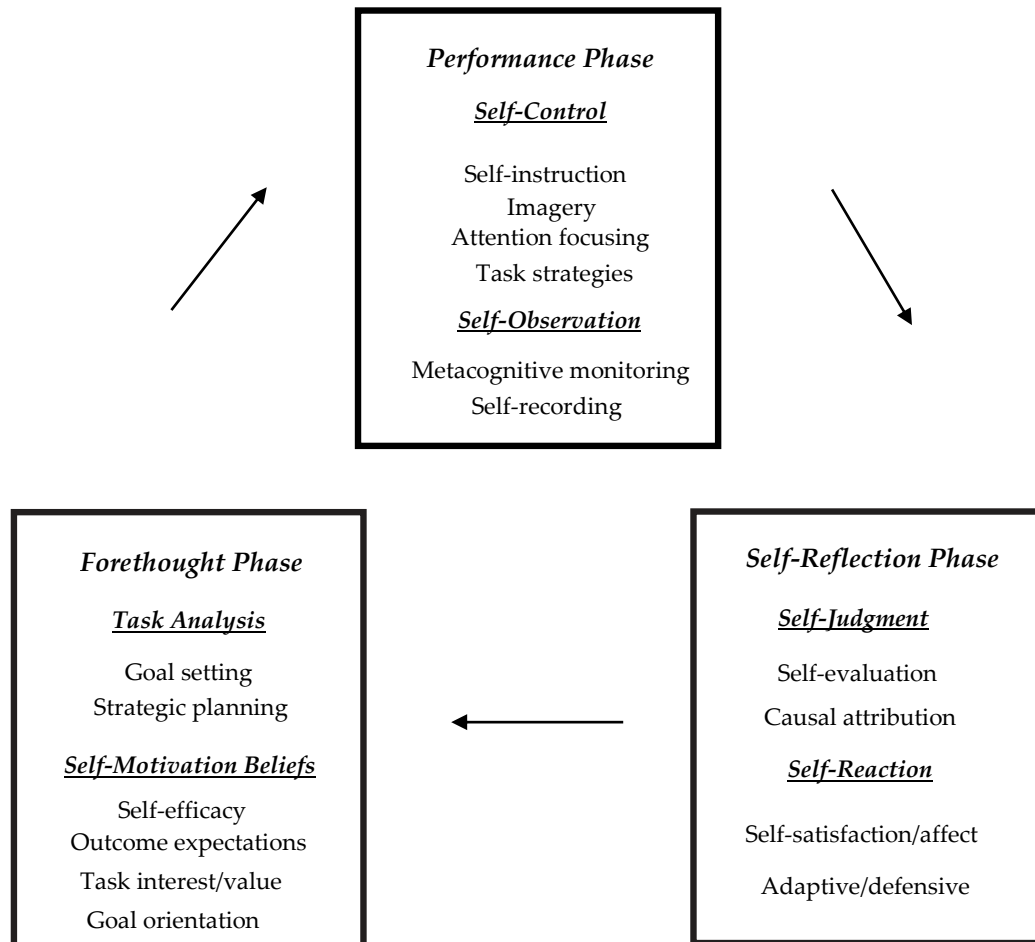 Performance Phase
Self-Control
Self-instruction
Imagery
Attention focusing
Task strategies
Self-Observation
Metacognitive monitoring
Self-recording
Forethought Phase
Task Analysis
Goal setting
Strategic planning
Self-Motivation Beliefs
Self-efficacy
Outcome expectations
Task interest/value
Goal orientation
Self-Reflection Phase
Self-Judgment
Self-evaluation
Causal attribution
Self-Reaction
Self-satisfaction/affect
Adaptive/defensive